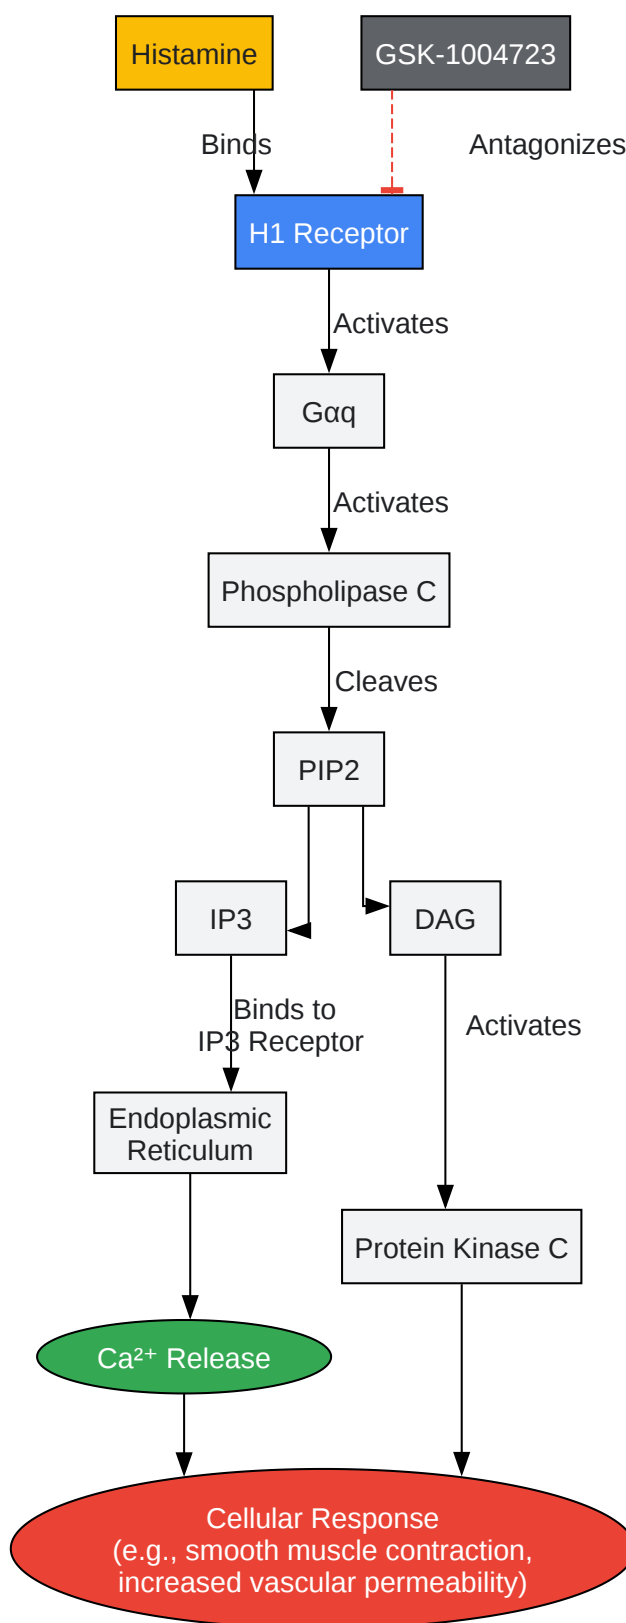 Histamine
GSK-1004723
Binds
Antagonizes
H1 Receptor
Activates
Gαq
Activates
Phospholipase C
Cleaves
PIP2
IP3
DAG
Binds to
IP3 Receptor
Activates
Endoplasmic
Reticulum
Protein Kinase C
Ca²⁺ Release
Cellular Response
(e.g., smooth muscle contraction,
increased vascular permeability)